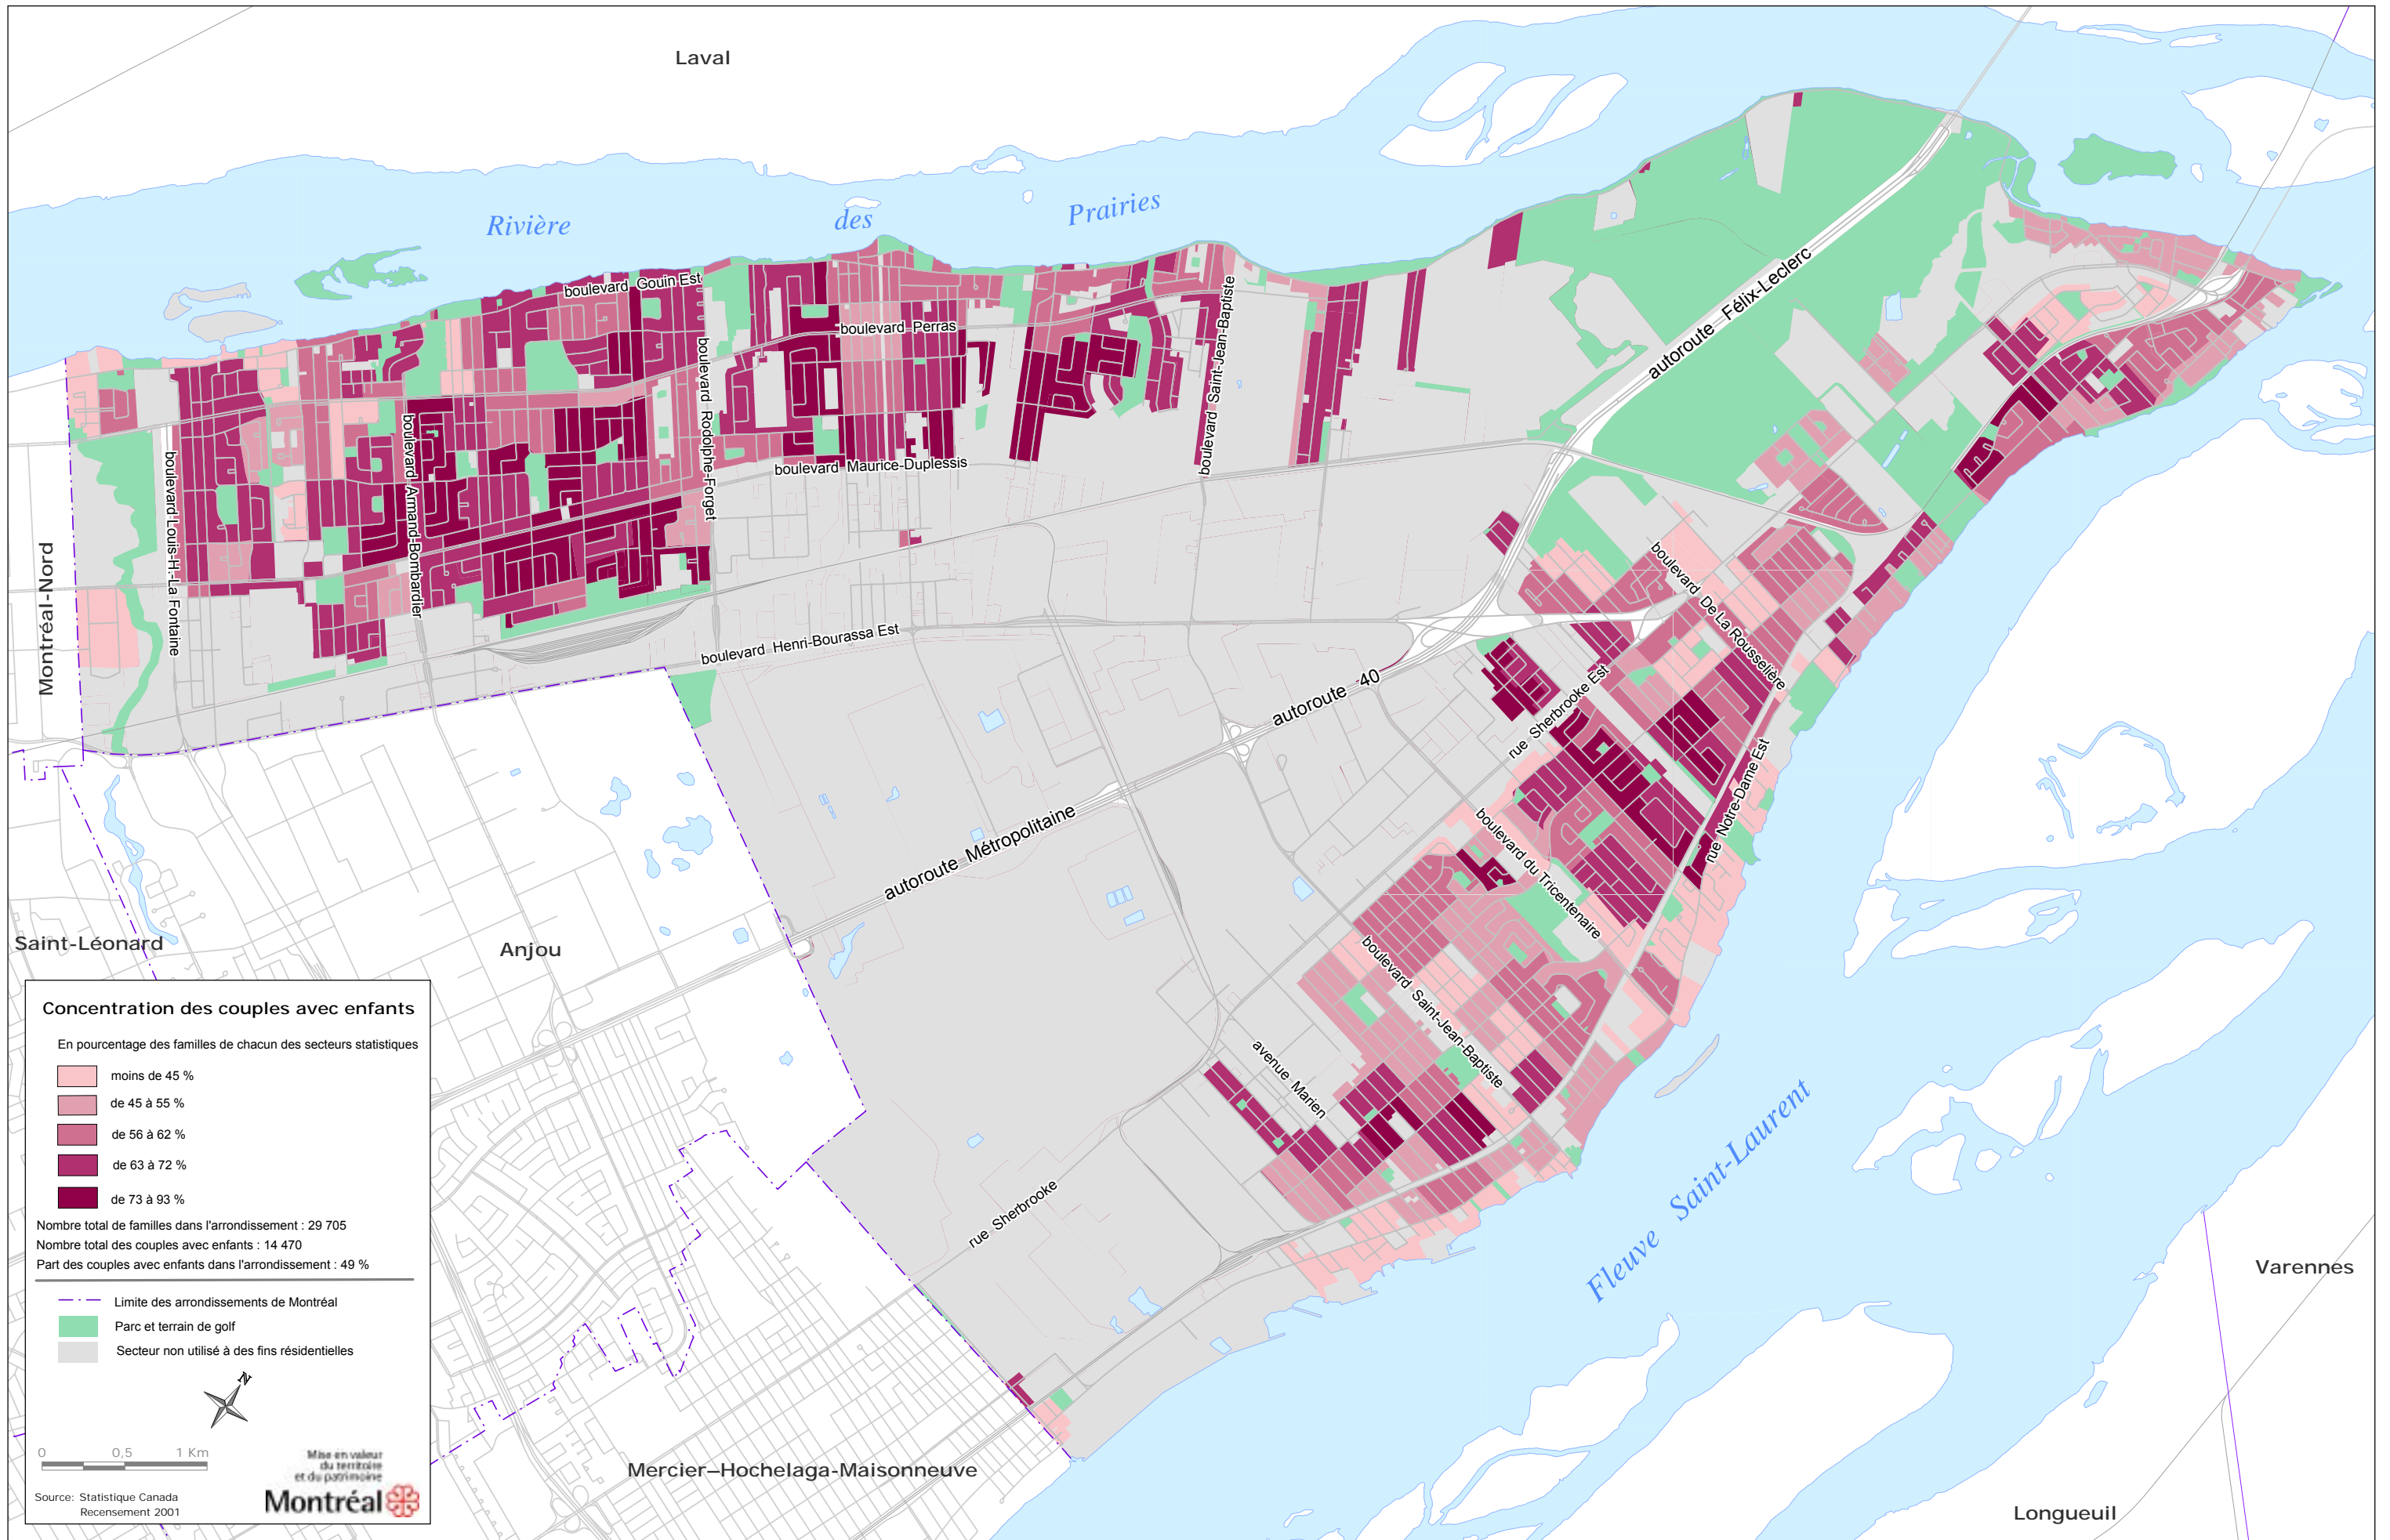 Laval
Rivière des Prairies
boulevard Gouin Est
boulevard Perras
boulevard Saint-Jean-Baptiste
autoroute Félix-Leclerc
boulevard Rodolphe-Forget
boulevard Armand-Bombardier
boulevard Louis-H.-La Fontaine
boulevard Maurice-Duplessis
Montréal-Nord
boulevard Henri-Bourassa Est
boulevard De La Rousselière
autoroute 40
rue Sherbrooke Est
rue Notre-Dame Est
autoroute Métropolitaine
boulevard du Tricentenaire
boulevard Saint-Jean-Baptiste
Saint-Léonard
Anjou
avenue Marien
rue Sherbrooke
Fleuve Saint-Laurent
Varennes
Mercier–Hochelaga-Maisonneuve
Longueuil
Concentration des couples avec enfants
En pourcentage des familles de chacun des secteurs statistiques
moins de 45 %
de 45 à 55 %
de 56 à 62 %
de 63 à 72 %
de 73 à 93 %
Nombre total de familles dans l'arrondissement : 29 705
Nombre total des couples avec enfants : 14 470
Part des couples avec enfants dans l'arrondissement : 49 %
Limite des arrondissements de Montréal
Parc et terrain de golf
Secteur non utilisé à des fins résidentielles
N
0 0,5 1 Km
Mise en valeur
du territoire
et du patrimoine
Montréal
Source: Statistique Canada
Recensement 2001